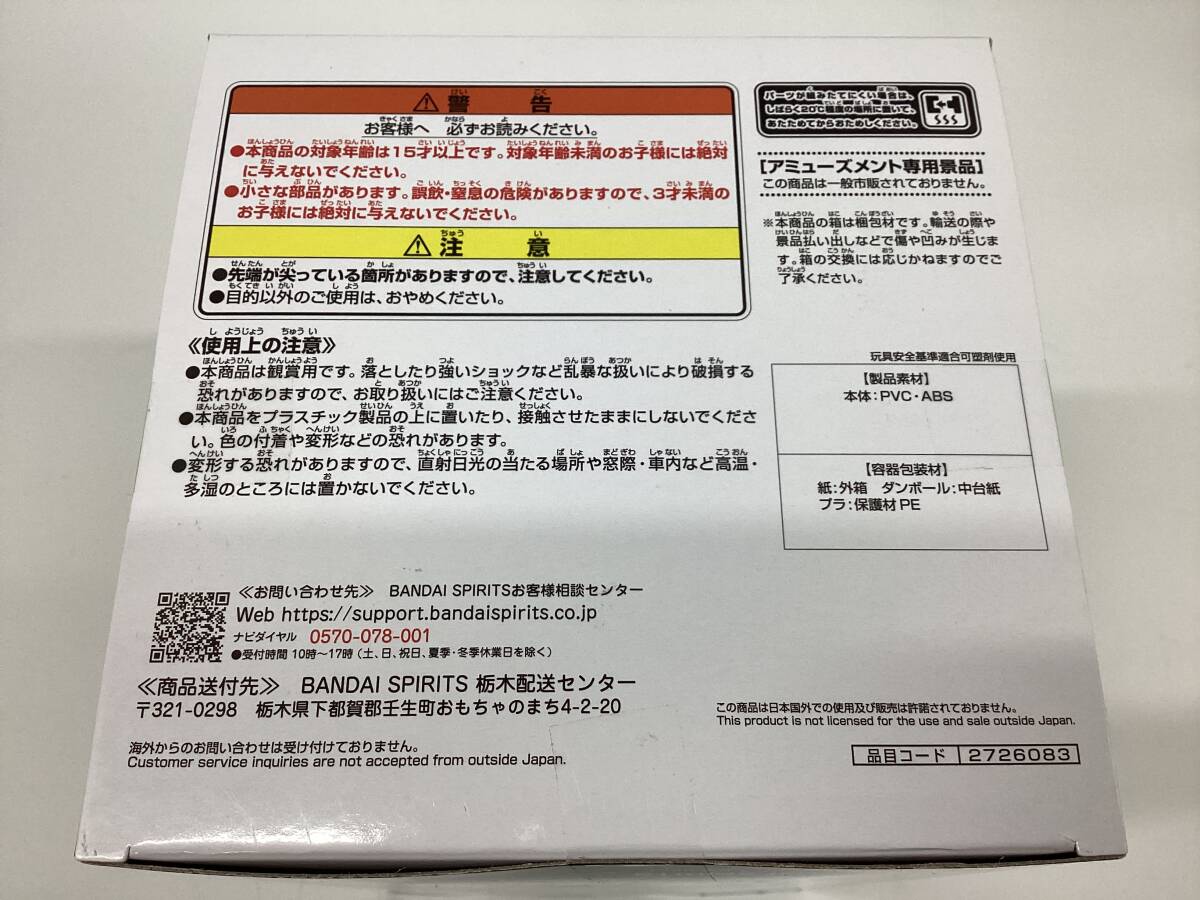 ⚠警告
お客様へ 必ずお読みください。
●本商品の対象年齢は15才以上です。対象年齢未満のお子様には絶対
に与えないでください。
●小さな部品があります。誤飲・窒息の危険がありますので、3才未満の
お子様には絶対に与えないでください。
⚠注意
●先端が尖っている箇所がありますので、注意してください。
●目的以外のご使用は、おやめください。
パーツが組みたてにくい場合は、
しばらく20℃程度の場所に置いて、
あたためてからおためしください。
【アミューズメント専用景品】
この商品は一般市販されておりません。
※本商品の箱は梱包材です。輸送の際や
景品払い出しなどで傷や凹みが生じま
す。箱の交換には応じかねますのでご
了承ください。
《使用上の注意》
●本商品は観賞用です。落としたり強いショックなど乱暴な扱いにより破損する
恐れがありますので、お取り扱いにはご注意ください。
●本商品をプラスチック製品の上に置いたり、接触させたままにしないでくださ
い。色の付着や変形などの恐れがあります。
●変形する恐れがありますので、直射日光の当たる場所や窓際・車内など高温・
多湿のところには置かないでください。
玩具安全基準適合可塑剤使用
【製品素材】
本体:PVC・ABS
【容器包装材】
紙:外箱 ダンボール:中台紙
プラ:保護材PE
≪お問い合わせ先≫ BANDAI SPIRITSお客様相談センター
Web https://support.bandaispirits.co.jp
ナビダイヤル 0570-078-001
●受付時間 10時〜17時(土、日、祝日、夏季・冬季休業日を除く)
≪商品送付先≫ BANDAI SPIRITS 栃木配送センター
〒321-0298 栃木県下都賀郡壬生町おもちゃのまち4-2-20
海外からのお問い合わせは受け付けておりません。
Customer service inquiries are not accepted from outside Japan.
この商品は日本国外での使用及び販売は許諾されておりません。
This product is not licensed for the use and sale outside Japan.
品目コード 2726083